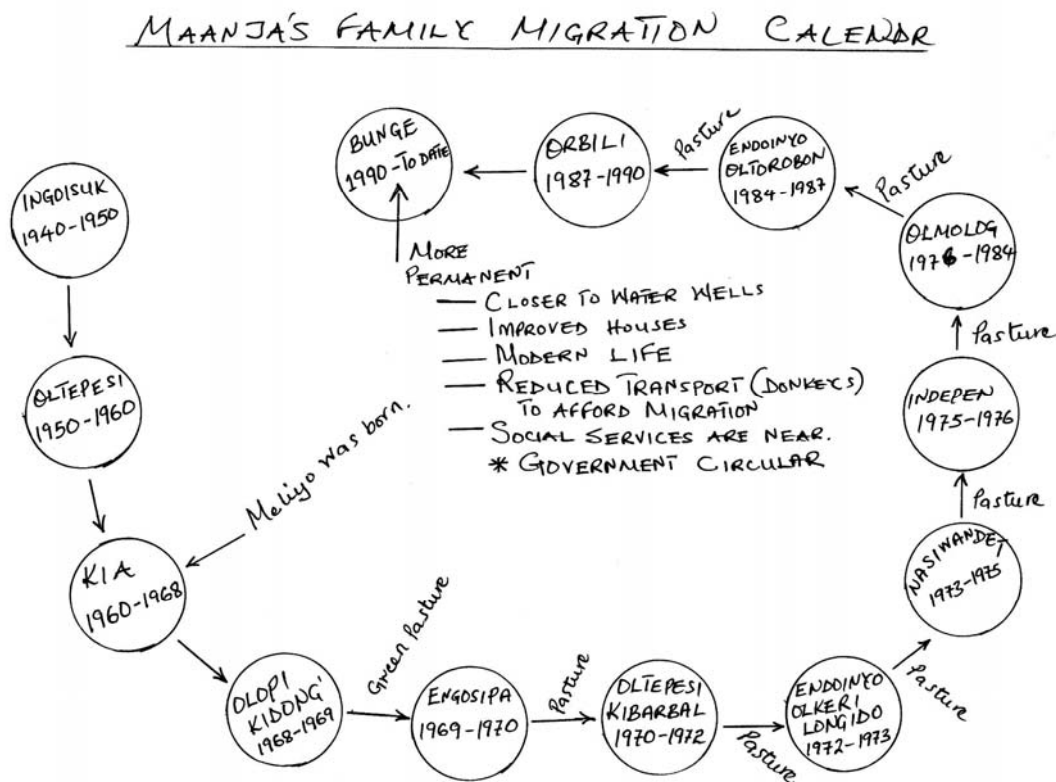 MAANJA'S FAMILY MIGRATION CALENDR
INGOISUK
1940-1950
OLTEPESI
1950-1960
KIA
1960-1968
Meliyo was born.
OLOPI
KIDONG'
1968-1969
Green Pasture
ENGOSIPA
1969-1970
Pasture
OLTEPESI
KIBARBAL
1970-1972
Pasture
ENDOINYO
OLKERI
LONGIDO
1972-1973
Pasture
NASIWANDET
1973-1975
Pasture
INDEPEN
1975-1976
Pasture
OLMOLOG
1976-1984
Pasture
ENDOINYO
OLTOROBON
1984-1987
Pasture
ORBILI
1987-1990
BUNGE
1990-TO DATE
MORE
PERMANENT
— CLOSER TO WATER WELLS
— IMPROVED HOUSES
— MODERN LIFE
— REDUCED TRANSPORT (DONKEYS)
TO AFFORD MIGRATION
— SOCIAL SERVICES ARE NEAR.
* GOVERNMENT CIRCULAR